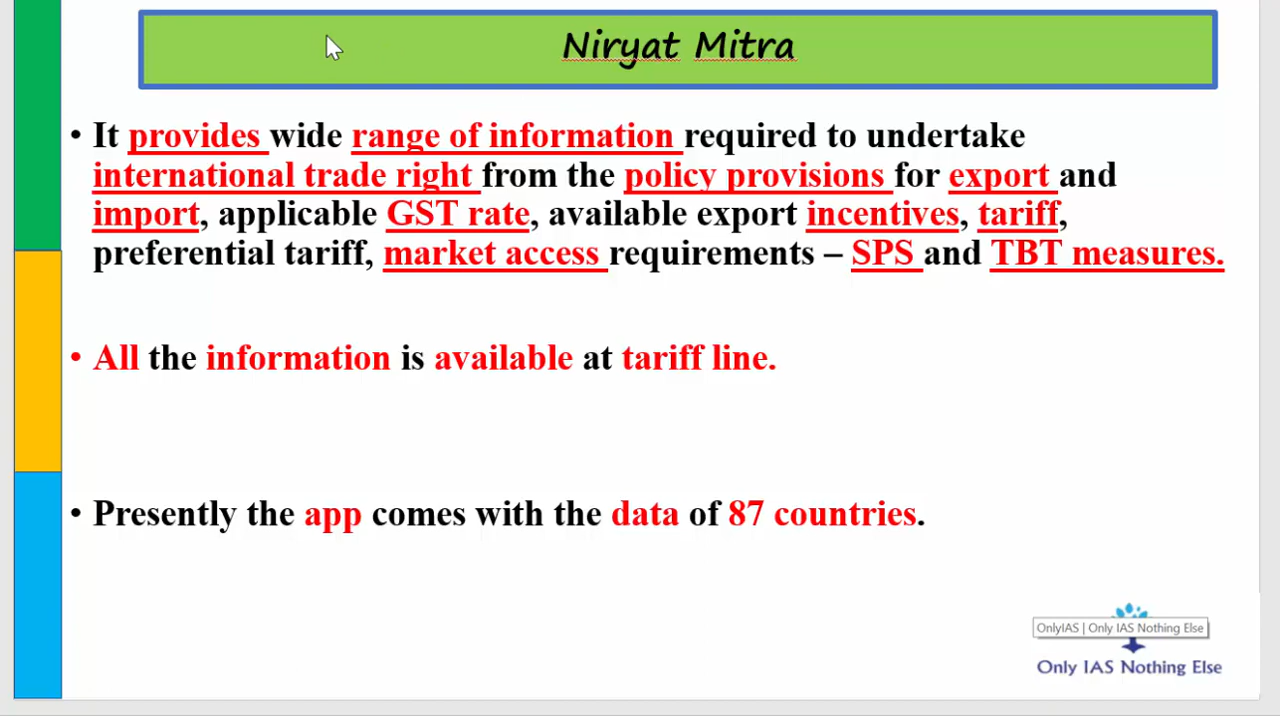 Niryat Mitra
• It provides wide range of information required to undertake
international trade right from the policy provisions for export and
import, applicable GST rate, available export incentives, tariff,
preferential tariff, market access requirements – SPS and TBT measures.
• All the information is available at tariff line.
• Presently the app comes with the data of 87 countries.
OnlyIAS | Only IAS Nothing Else
Only IAS Nothing Else